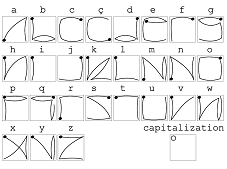 a b c ç d e f g
h i j k l m n o
p q r s t u v w
x y z capitalization